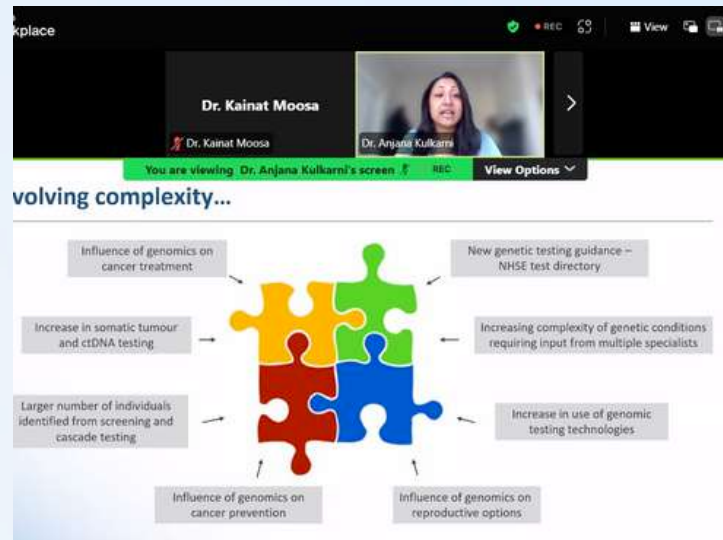 kplace
REC
View
Dr. Kainat Moosa
Dr. Kainat Moosa
Dr. Anjana Kulkarni
You are viewing Dr. Anjana Kulkarni's screen
REC
View Options
volving complexity...
Influence of genomics on
cancer treatment
New genetic testing guidance –
NHSE test directory
Increase in somatic tumour
and ctDNA testing
Increasing complexity of genetic conditions
requiring input from multiple specialists
Larger number of individuals
identified from screening and
cascade testing
Increase in use of genomic
testing technologies
Influence of genomics on
cancer prevention
Influence of genomics on
reproductive options